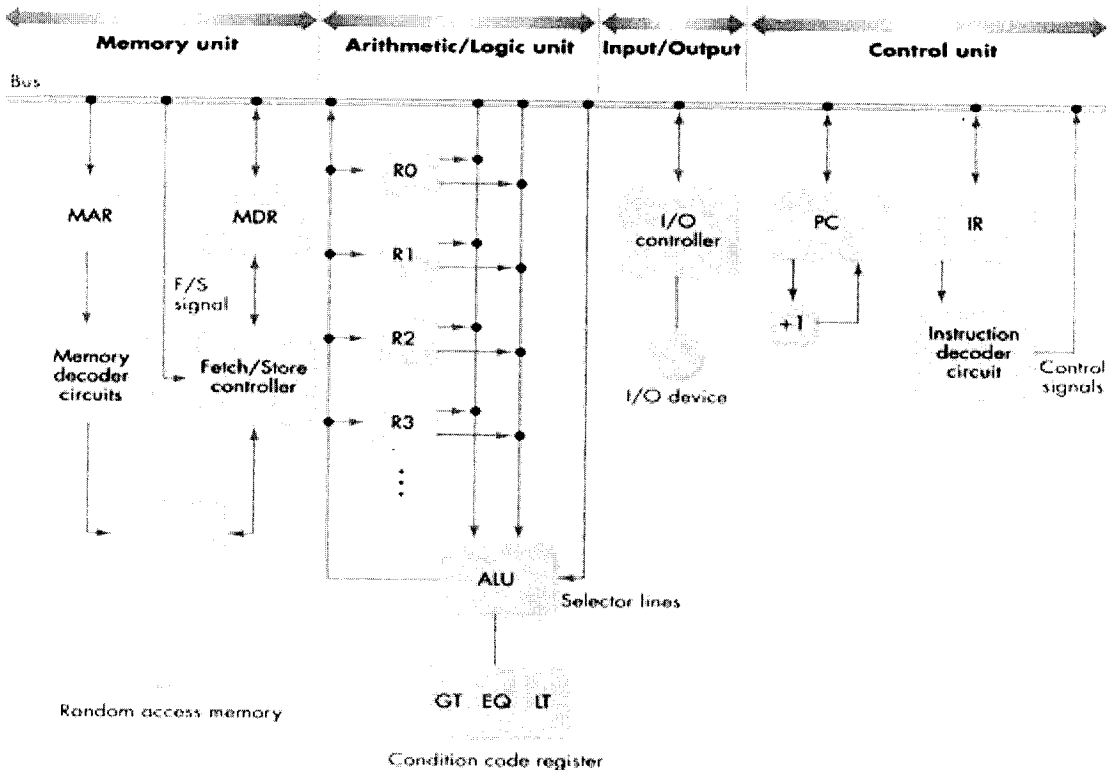 Memory unit
Arithmetic/Logic unit
Input/Output
Control unit
Bus
MAR
MDR
R0
I/O
controller
PC
IR
R1
F/S
signal
+1
R2
Memory
decoder
circuits
Fetch/Store
controller
Instruction
decoder
circuit
Control
signals
I/O device
R3
ALU
Selector lines
GT EQ LT
Random access memory
Condition code register